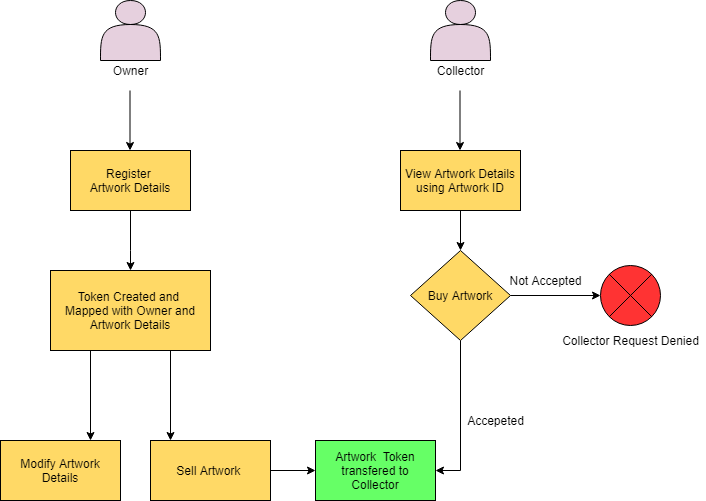 Owner
Collector
Register
Artwork Details
View Artwork Details
using Artwork ID
Token Created and
Mapped with Owner and
Artwork Details
Buy Artwork
Not Accepted
Collector Request Denied
Accepeted
Modify Artwork
Details
Sell Artwork
Artwork Token
transfered to
Collector